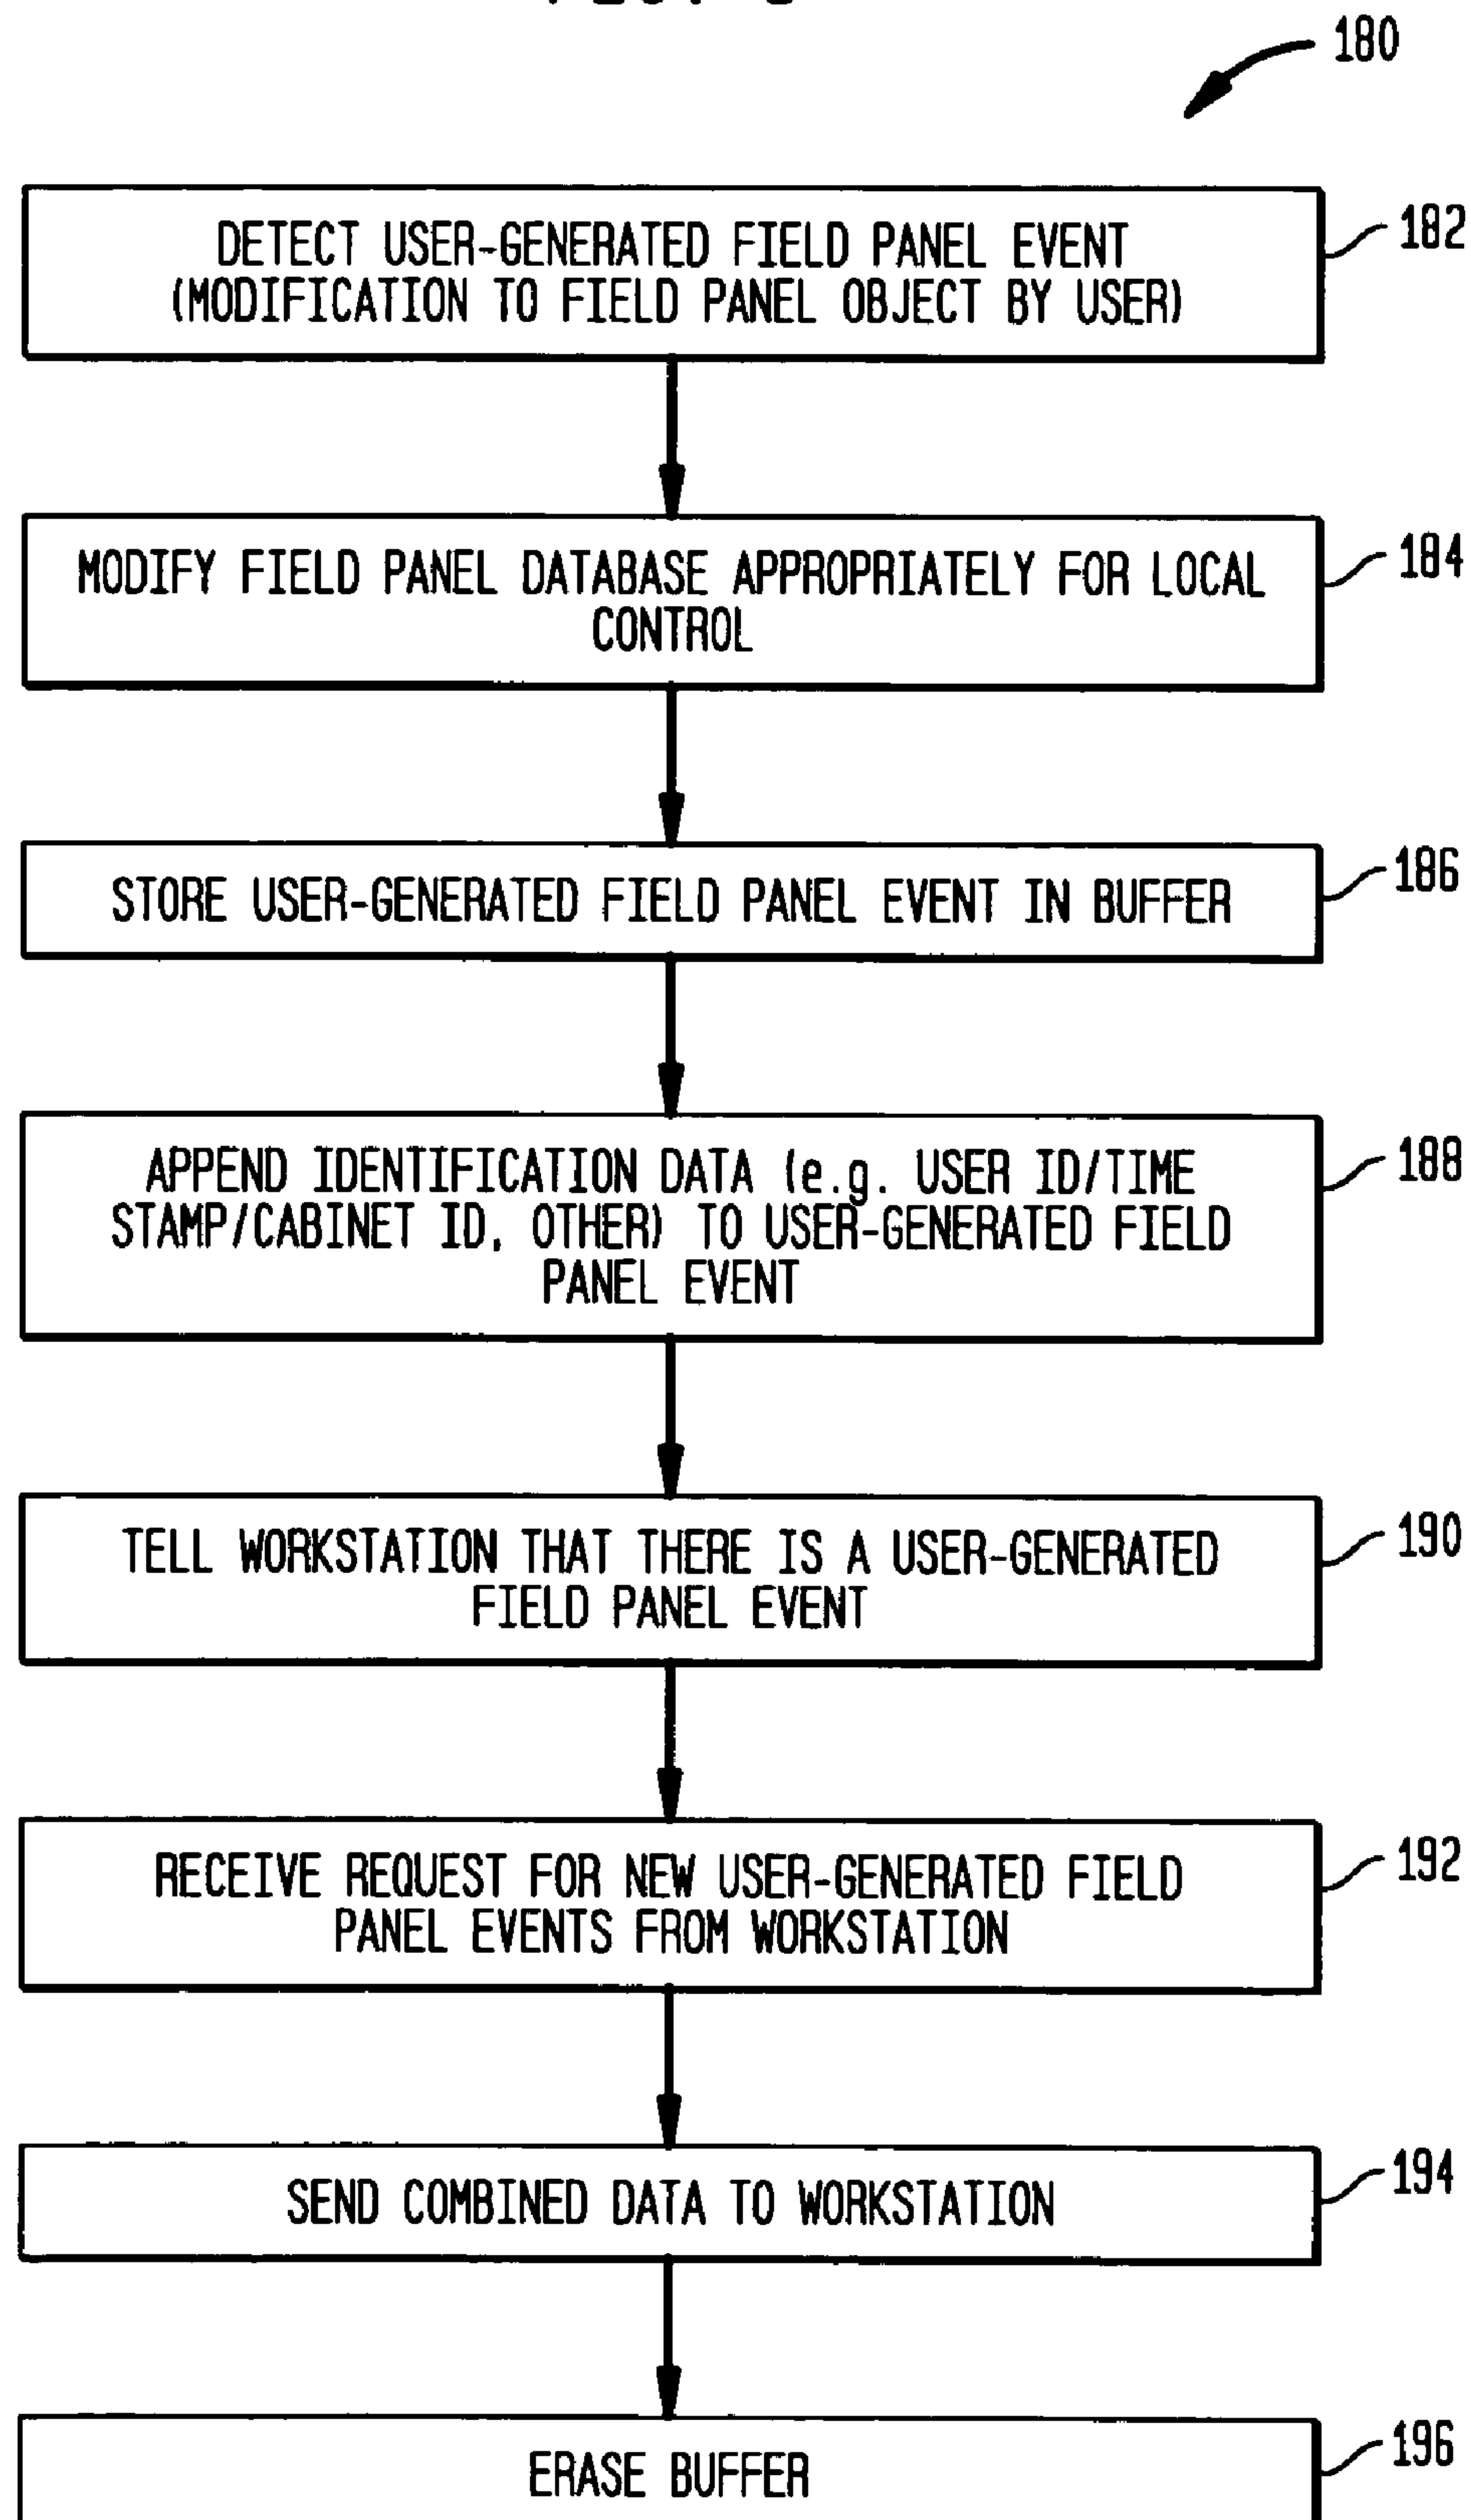 180
DETECT USER-GENERATED FIELD PANEL EVENT
(MODIFICATION TO FIELD PANEL OBJECT BY USER)
182
MODIFY FIELD PANEL DATABASE APPROPRIATELY FOR LOCAL
CONTROL
184
STORE USER-GENERATED FIELD PANEL EVENT IN BUFFER
186
APPEND IDENTIFICATION DATA (e.g. USER ID/TIME
STAMP/CABINET ID, OTHER) TO USER-GENERATED FIELD
PANEL EVENT
188
TELL WORKSTATION THAT THERE IS A USER-GENERATED
FIELD PANEL EVENT
190
RECEIVE REQUEST FOR NEW USER-GENERATED FIELD
PANEL EVENTS FROM WORKSTATION
192
SEND COMBINED DATA TO WORKSTATION
194
ERASE BUFFER
196